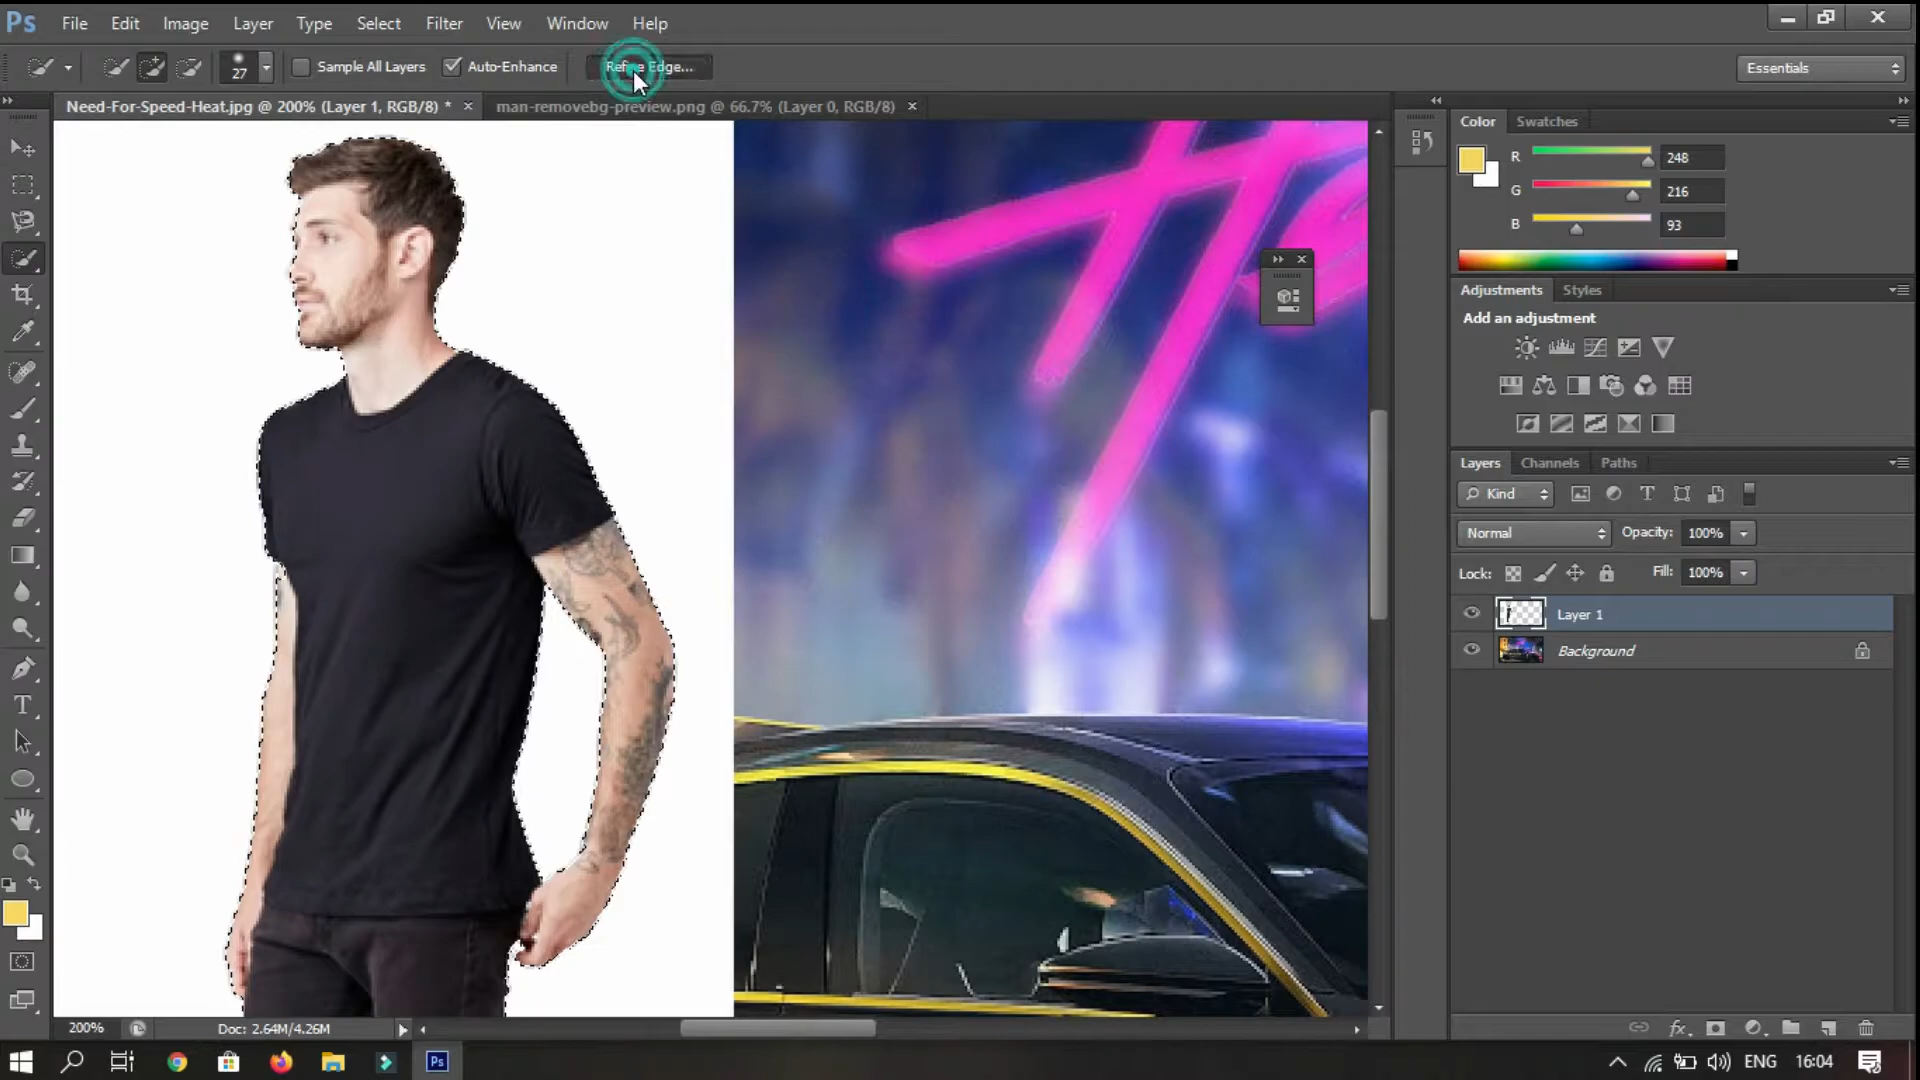 Ps File Edit Image Layer Type Select Filter View Window Help
27 Sample All Layers Auto-Enhance Refine Edge... Essentials
Need-For-Speed-Heat.jpg @ 200% (Layer 1, RGB/8) * × man-removebg-preview.png @ 66.7% (Layer 0, RGB/8) ×
Color Swatches
R 248
G 216
B 93
Adjustments Styles
Add an adjustment
Layers Channels Paths
Kind
Normal Opacity: 100%
Lock: Fill: 100%
Layer 1
Background
200% Doc: 2.64M/4.26M
Ps ENG 16:04